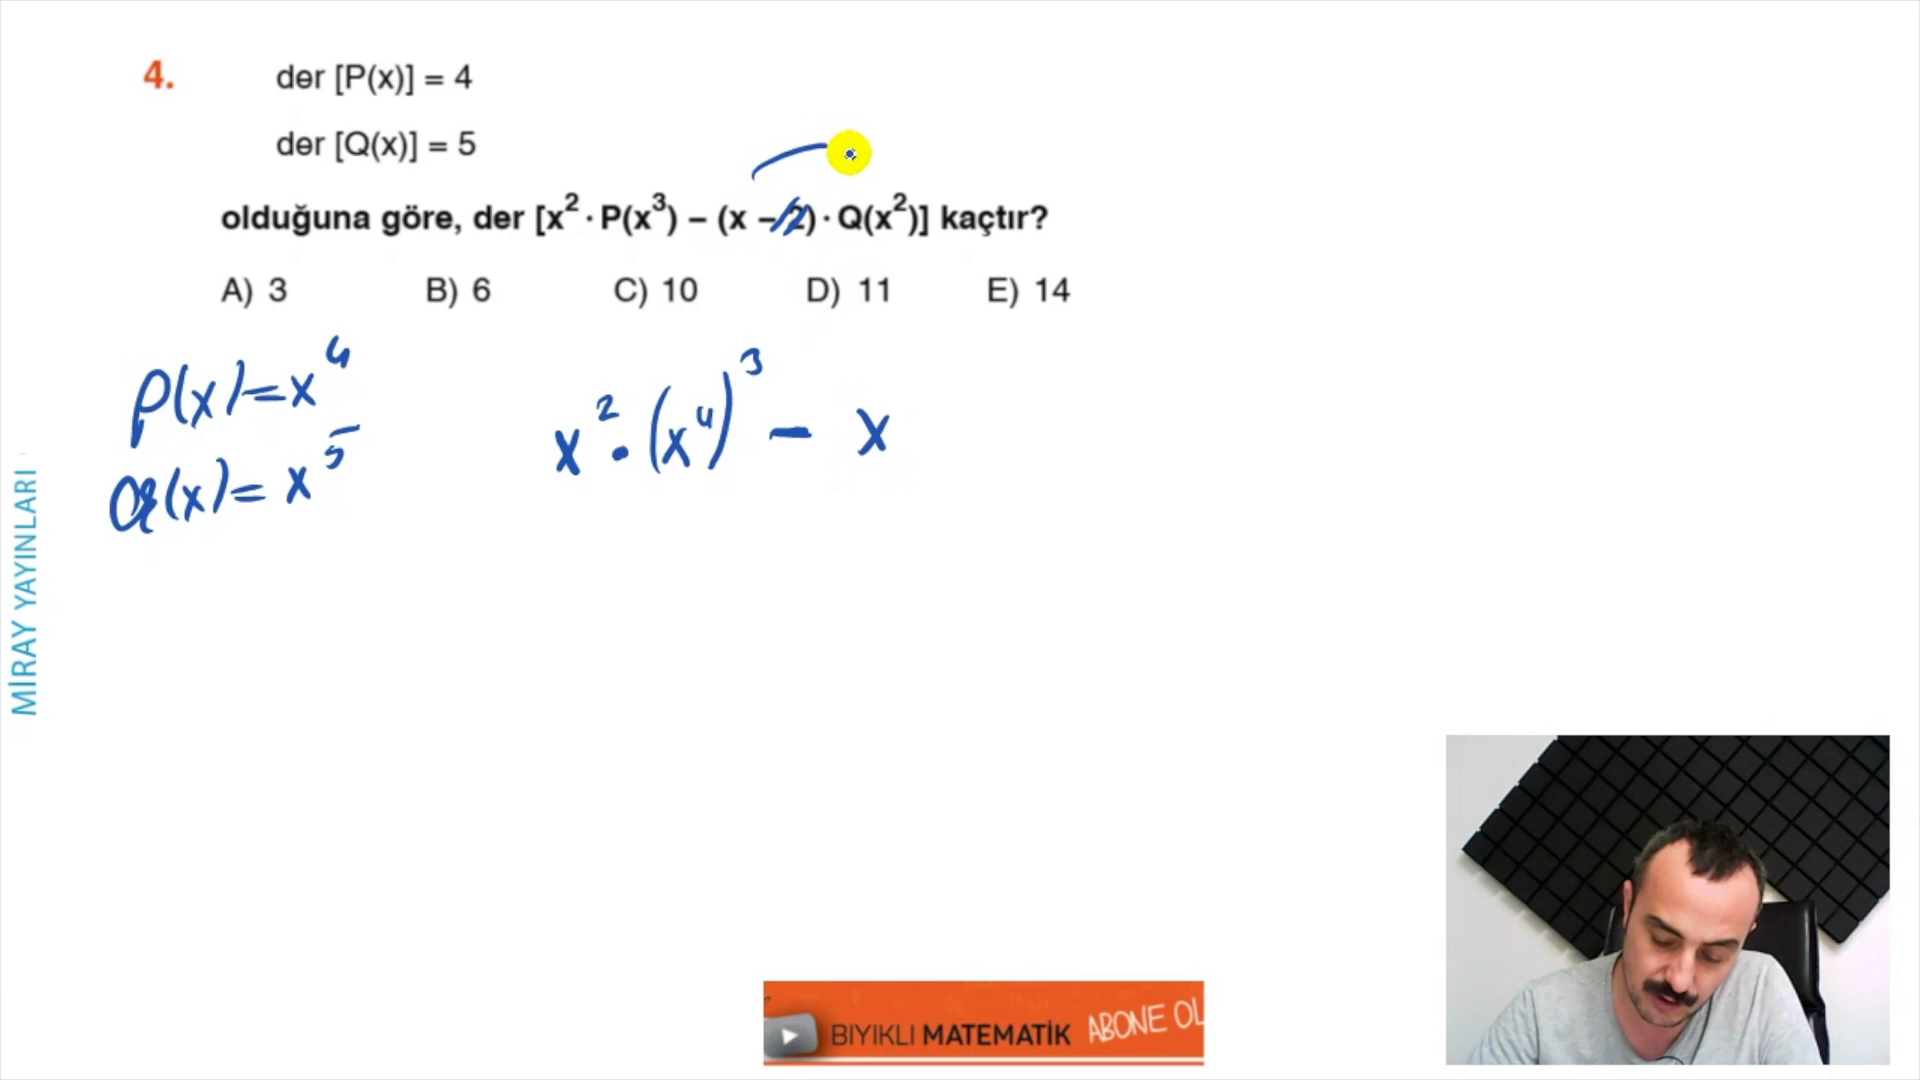 4.
der [P(x)] = 4
der [Q(x)] = 5
olduğuna göre, der [x² · P(x³) – (x – 2) · Q(x²)] kaçtır?
A) 3 B) 6 C) 10 D) 11 E) 14
P(x)=x⁴
Q(x)=x⁵
x² · (x⁴)³ – x
MİRAY YAYINLARI
BIYIKLI MATEMATİK ABONE OL